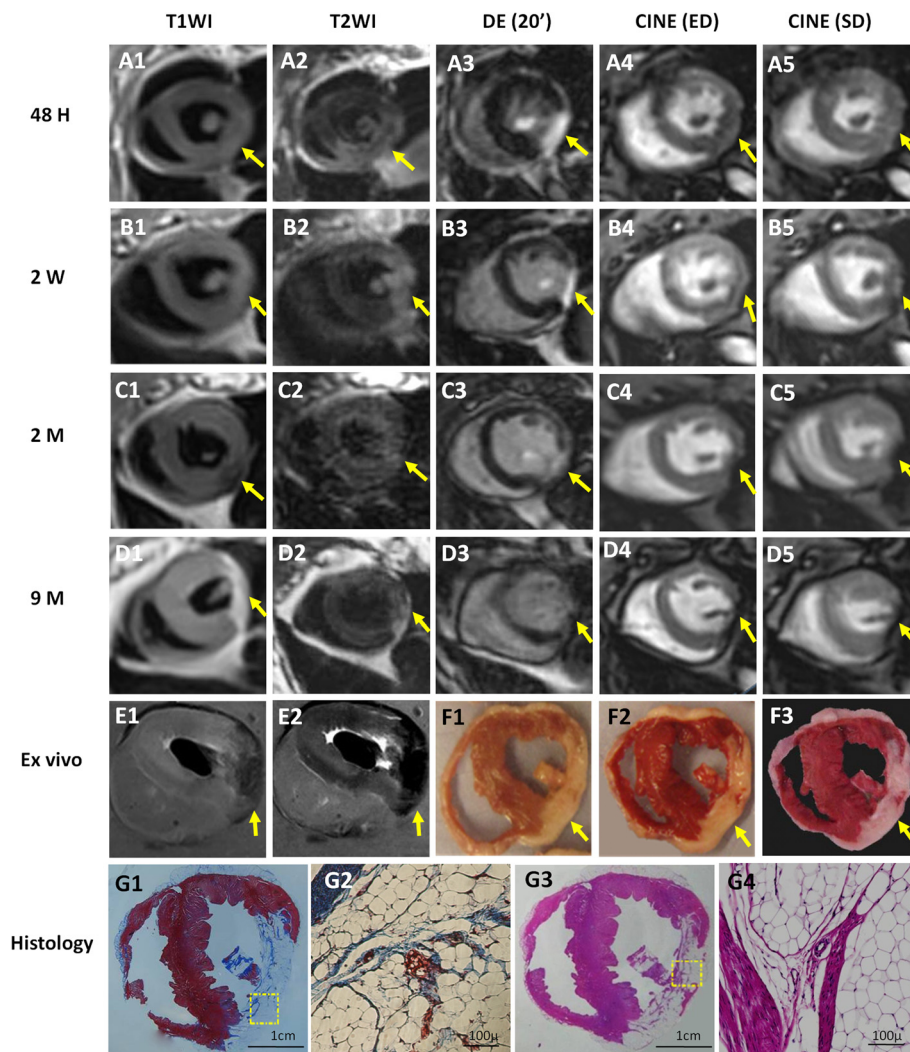 T1WI T2WI DE (20') CINE (ED) CINE (SD)
48 H
A1 A2 A3 A4 A5
2 W
B1 B2 B3 B4 B5
2 M
C1 C2 C3 C4 C5
9 M
D1 D2 D3 D4 D5
Ex vivo
E1 E2 F1 F2 F3
Histology
G1 G2 G3 G4
1cm 100μ 1cm 100μ